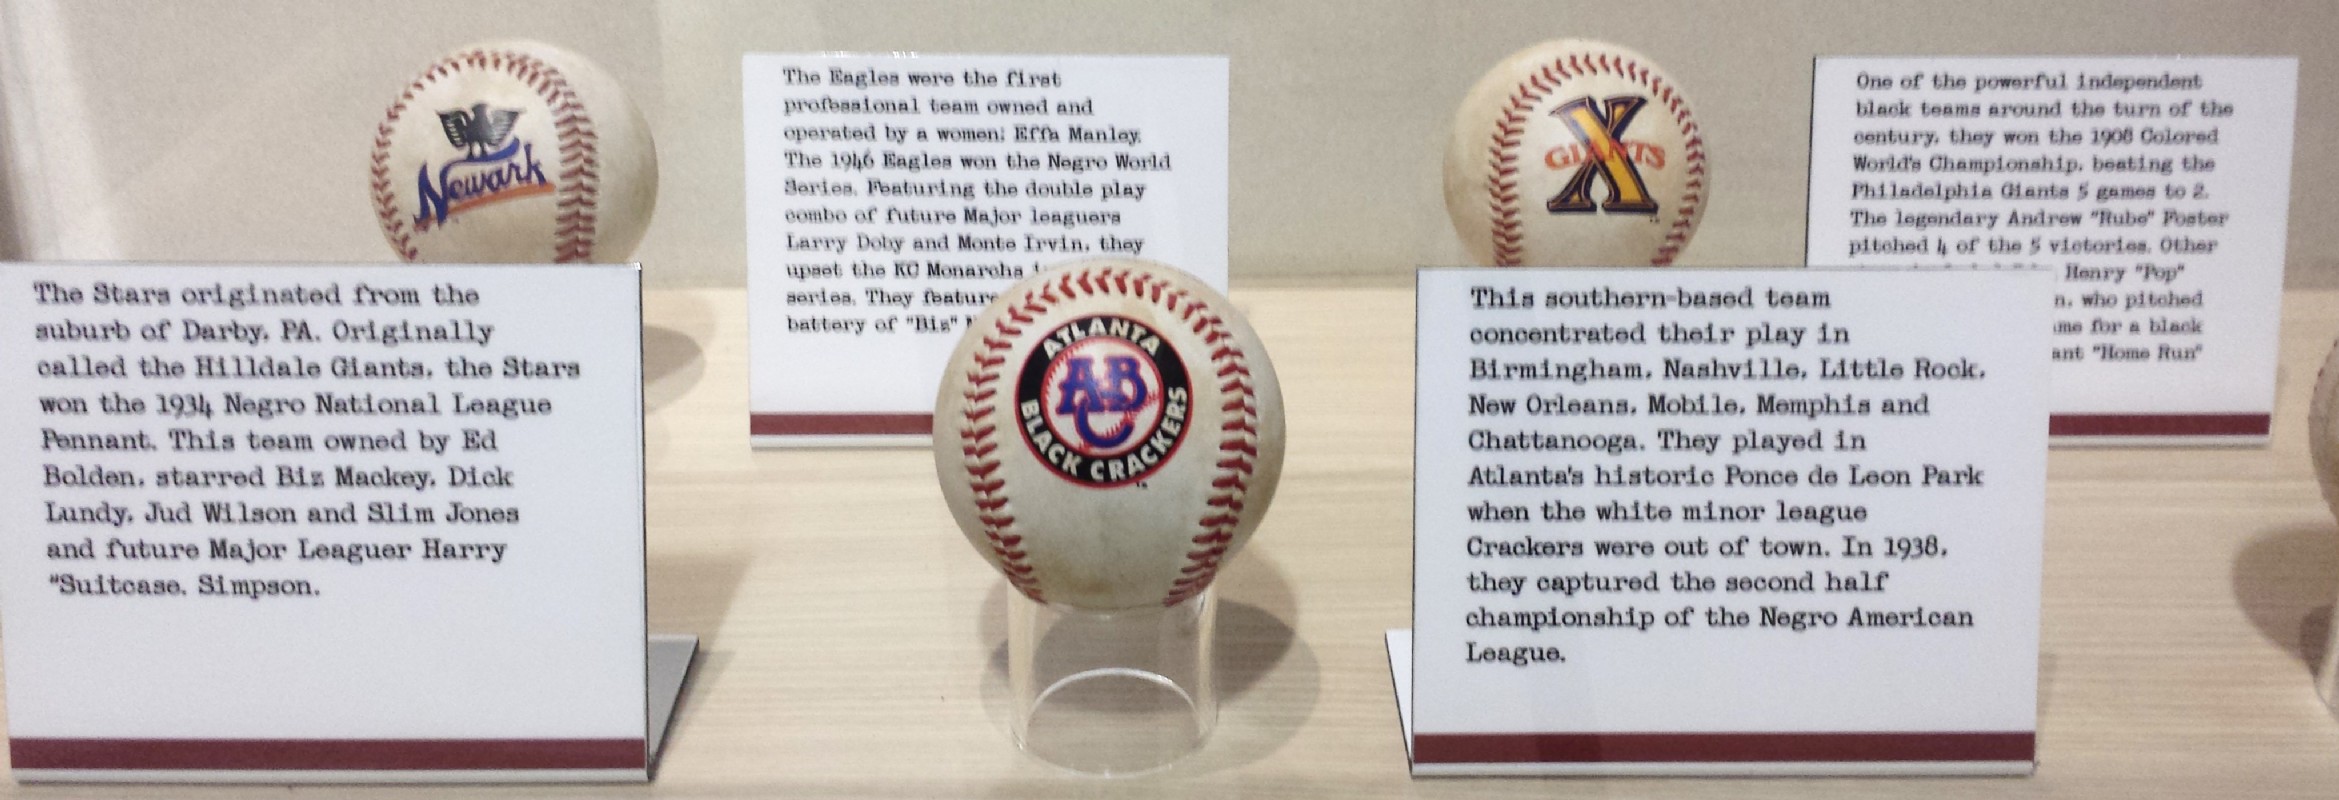 Newark
The Eagles were the first
professional team owned and
operated by a women; Effa Manley.
The 1946 Eagles won the Negro World
Series. Featuring the double play
combo of future Major leaguers
Larry Doby and Monte Irvin, they
upset the KC Monarchs
series. They feature
battery of "Biz"
X
GIANTS
One of the powerful independent
black teams around the turn of the
century, they won the 1908 Colored
World's Championship, beating the
Philadelphia Giants 5 games to 2.
The legendary Andrew "Rube" Foster
pitched 4 of the 5 victories. Other
Henry "Pop"
who pitched
for a black
"Home Run"
The Stars originated from the
suburb of Darby, PA. Originally
called the Hilldale Giants, the Stars
won the 1934 Negro National League
Pennant. This team owned by Ed
Bolden, starred Biz Mackey, Dick
Lundy, Jud Wilson and Slim Jones
and future Major Leaguer Harry
"Suitcase. Simpson.
ATLANTA
ABC
BLACK CRACKERS
This southern-based team
concentrated their play in
Birmingham, Nashville, Little Rock,
New Orleans, Mobile, Memphis and
Chattanooga. They played in
Atlanta's historic Ponce de Leon Park
when the white minor league
Crackers were out of town. In 1938,
they captured the second half
championship of the Negro American
League.